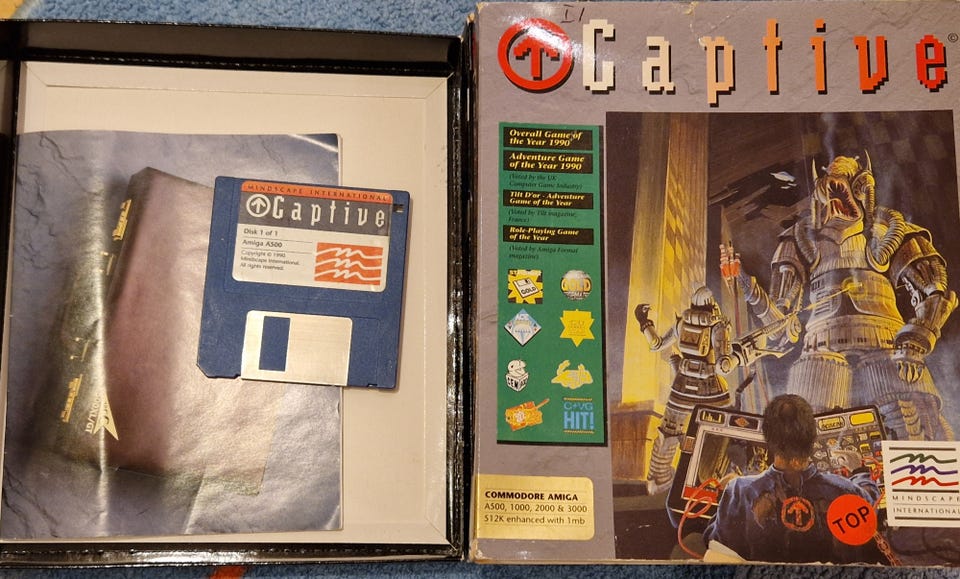 MINDSCAPE INTERNATIONAL
Captive
Disk 1 of 1
Amiga A500
Copyright © 1990
Mindscape International.
All rights reserved.
Captive©
Overall Game of
the Year 1990
Adventure Game
of the Year 1990
(Voted by the UK
Computer Game Industry)
Tilt D'or - Adventure
Game of the Year
(Voted by Tilt magazine,
France)
Role-Playing Game
of the Year
(Voted by Amiga Format
magazine)
GOLD
GOLD
C+VG
HIT!
COMMODORE AMIGA
A500, 1000, 2000 & 3000
512K enhanced with 1mb
TOP
MINDSCAPE
INTERNATIONAL